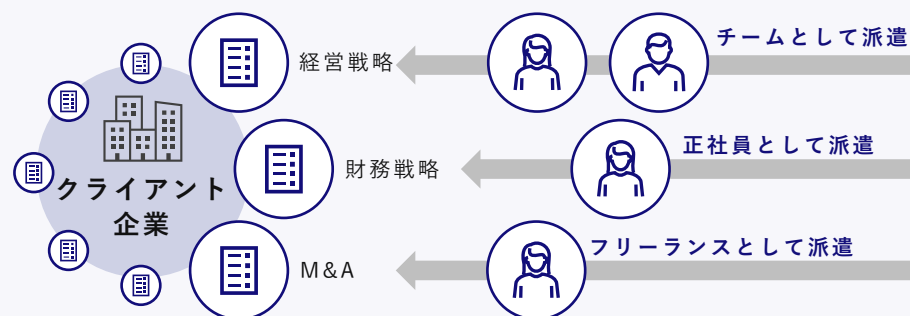 チームとして派遣
経営戦略
正社員として派遣
財務戦略
クライアント
企業
フリーランスとして派遣
M&A